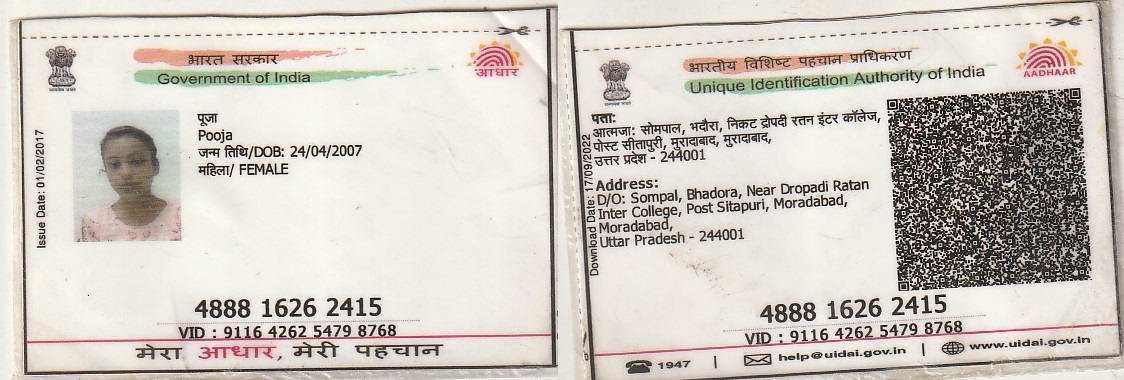 भारत सरकार
Government of India
आधार
Issue Date: 01/02/2017
पूजा
Pooja
जन्म तिथि/DOB: 24/04/2007
महिला/ FEMALE
4888 1626 2415
VID : 9116 4262 5479 8768
मेरा आधार, मेरी पहचान
भारतीय विशिष्ट पहचान प्राधिकरण
Unique Identification Authority of India
AADHAAR
Download Date: 17/09/2022
पता:
आत्मजा: सोमपाल, भदौरा, निकट द्रोपदी रतन इंटर कॉलेज,
पोस्ट सीतापुरी, मुरादाबाद, मुरादाबाद,
उत्तर प्रदेश - 244001
Address:
D/O: Sompal, Bhadora, Near Dropadi Ratan
Inter College, Post Sitapuri, Moradabad,
Moradabad,
Uttar Pradesh - 244001
4888 1626 2415
VID : 9116 4262 5479 8768
1947 | help@uidai.gov.in | www.uidai.gov.in